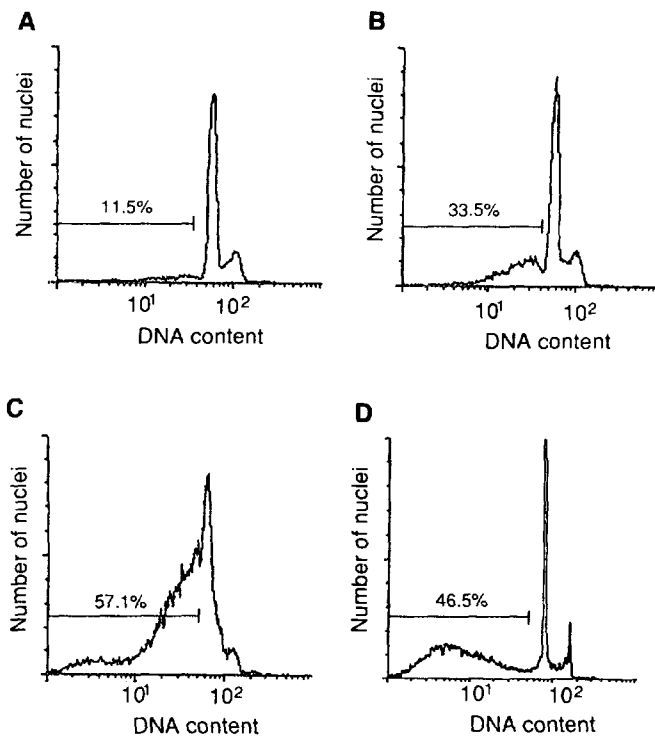 A
Number of nuclei
11.5%
10¹ 10²
DNA content
B
Number of nuclei
33.5%
10¹ 10²
DNA content
C
Number of nuclei
57.1%
10¹ 10²
DNA content
D
Number of nuclei
46.5%
10¹ 10²
DNA content